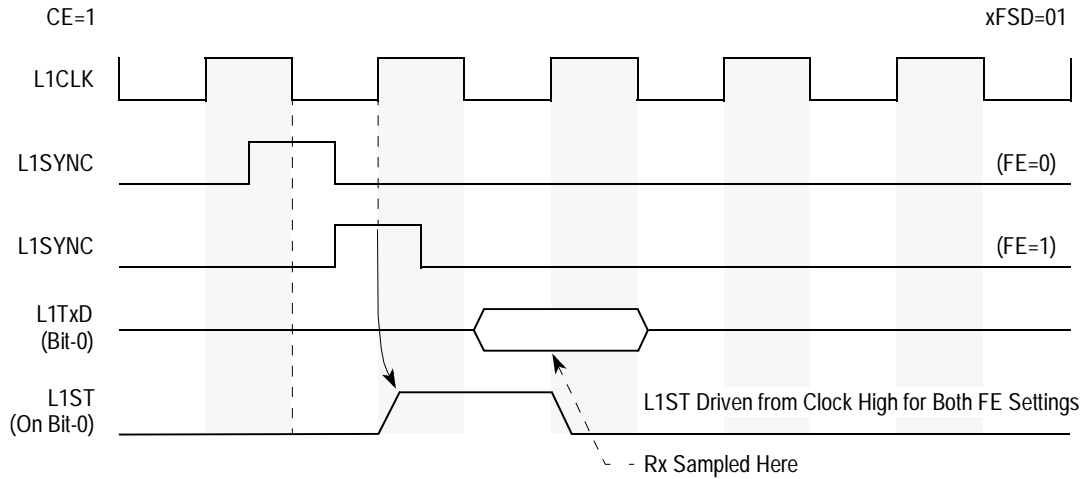 CE=1
xFSD=01
L1CLK
L1SYNC
(FE=0)
L1SYNC
(FE=1)
L1TxD
(Bit-0)
L1ST
(On Bit-0)
L1ST Driven from Clock High for Both FE Settings
Rx Sampled Here